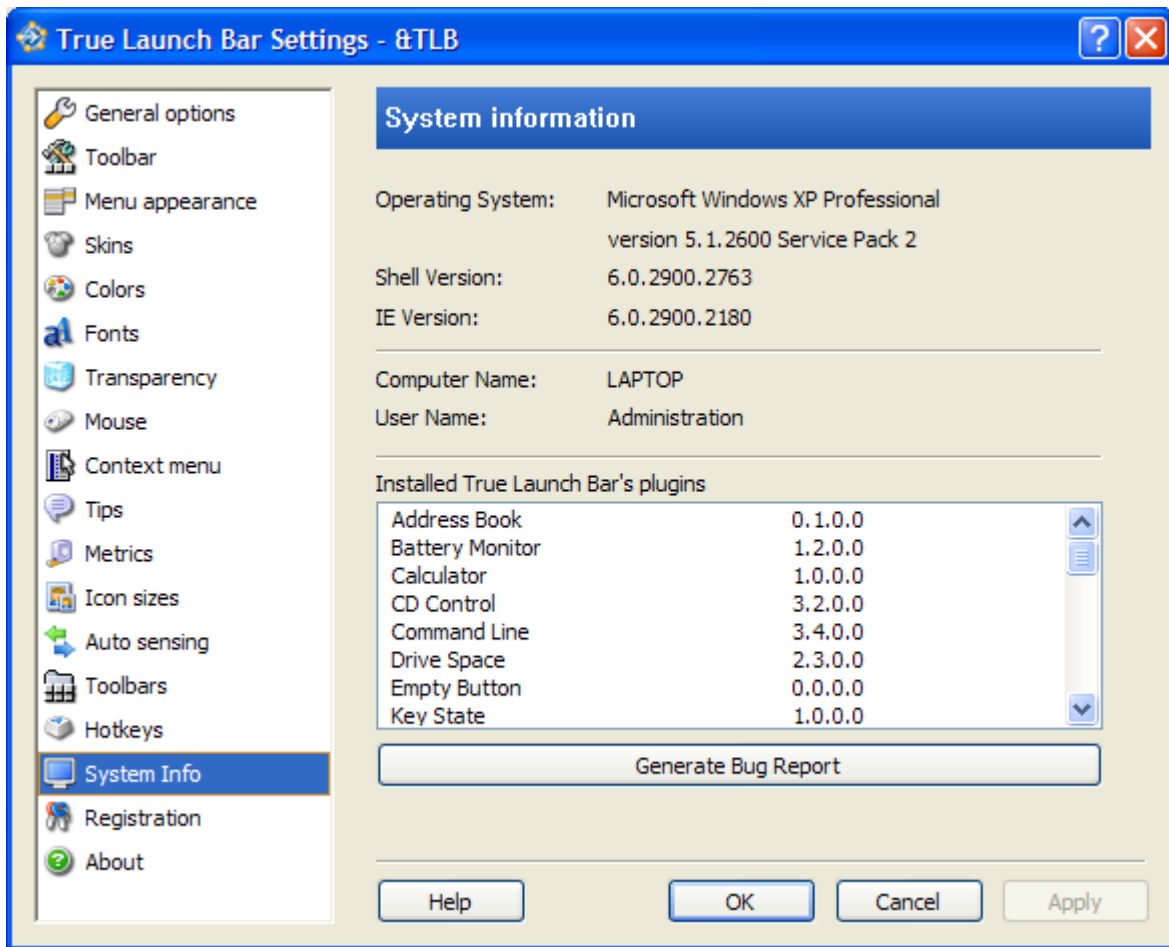 True Launch Bar Settings - &TLB
General options
Toolbar
Menu appearance
Skins
Colors
Fonts
Transparency
Mouse
Context menu
Tips
Metrics
Icon sizes
Auto sensing
Toolbars
Hotkeys
System Info
Registration
About
System information
Operating System: Microsoft Windows XP Professional
version 5.1.2600 Service Pack 2
Shell Version: 6.0.2900.2763
IE Version: 6.0.2900.2180
Computer Name: LAPTOP
User Name: Administration
Installed True Launch Bar's plugins
Address Book 0.1.0.0
Battery Monitor 1.2.0.0
Calculator 1.0.0.0
CD Control 3.2.0.0
Command Line 3.4.0.0
Drive Space 2.3.0.0
Empty Button 0.0.0.0
Key State 1.0.0.0
Generate Bug Report
Help OK Cancel Apply